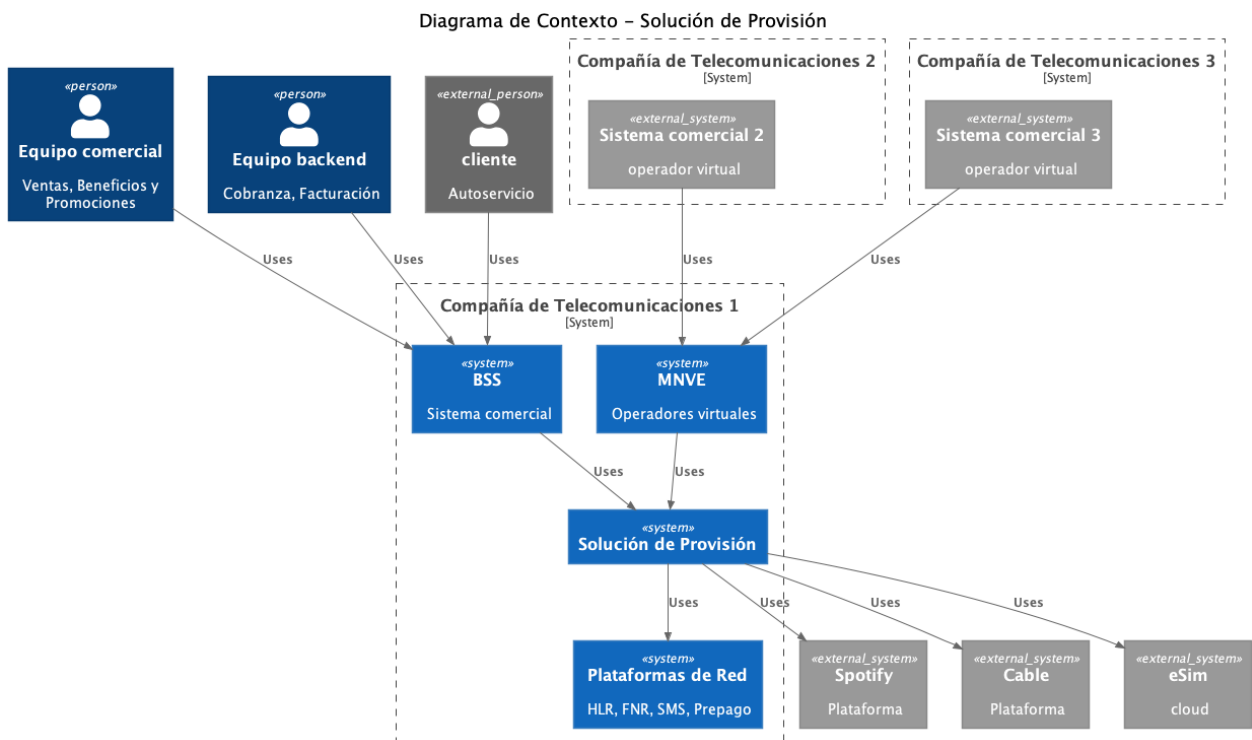 Diagrama de Contexto – Solución de Provisión
«person»
Equipo comercial
Ventas, Beneficios y
Promociones
«person»
Equipo backend
Cobranza, Facturación
«external_person»
cliente
Autoservicio
Compañía de Telecomunicaciones 2
[System]
«external_system»
Sistema comercial 2
operador virtual
Compañía de Telecomunicaciones 3
[System]
«external_system»
Sistema comercial 3
operador virtual
Uses
Uses
Uses
Uses
Uses
Compañía de Telecomunicaciones 1
[System]
«system»
BSS
Sistema comercial
«system»
MNVE
Operadores virtuales
Uses
Uses
«system»
Solución de Provisión
Uses
Uses
Uses
Uses
«system»
Plataformas de Red
HLR, FNR, SMS, Prepago
«external_system»
Spotify
Plataforma
«external_system»
Cable
Plataforma
«external_system»
eSim
cloud